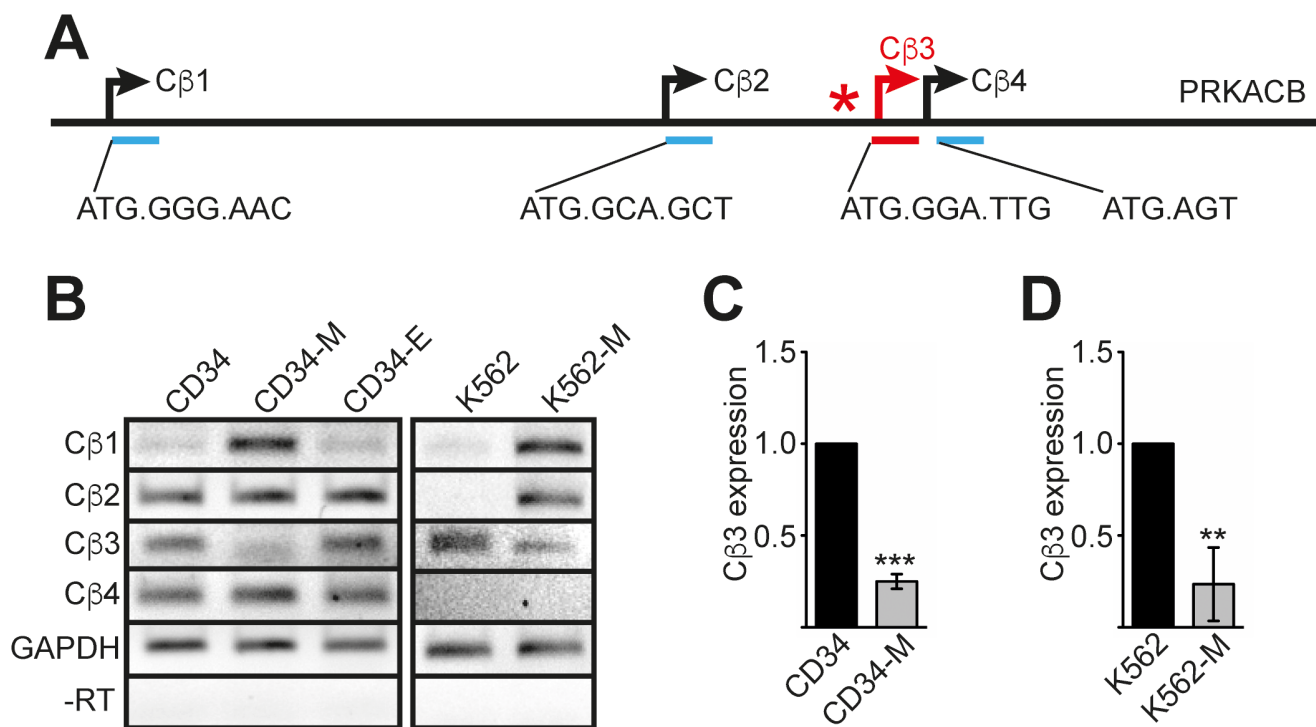 A
Cβ1
Cβ2
Cβ3
Cβ4
PRKACB
*
ATG.GGG.AAC
ATG.GCA.GCT
ATG.GGA.TTG
ATG.AGT
B
CD34
CD34-M
CD34-E
K562
K562-M
Cβ1
Cβ2
Cβ3
Cβ4
GAPDH
-RT
C
Cβ3 expression
1.5
1.0
0.5
***
CD34
CD34-M
D
Cβ3 expression
1.5
1.0
0.5
**
K562
K562-M